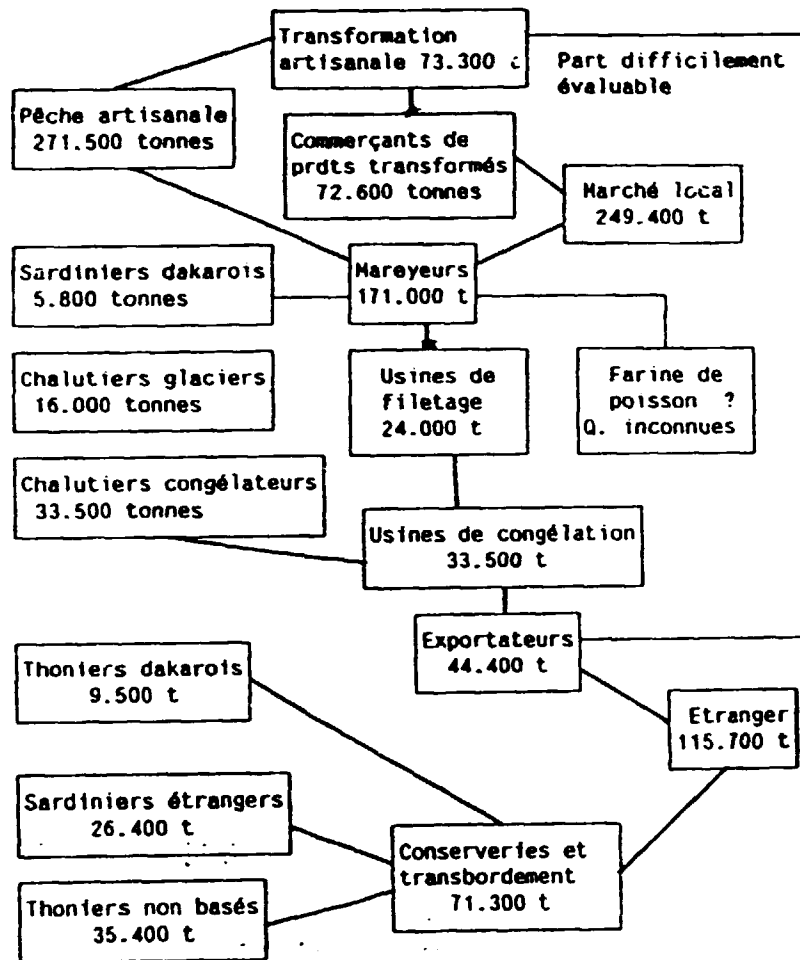 Transformation
artisanale 73.300 t
Part difficilement
évaluable
Pêche artisanale
271.500 tonnes
Commerçants de
prdts transformés
72.600 tonnes
Marché local
249.400 t
Sardiniers dakarois
5.800 tonnes
Mareyeurs
171.000 t
Chalutiers glaciers
16.000 tonnes
Usines de
filetage
24.000 t
Farine de
poisson ?
Q. inconnues
Chalutiers congélateurs
33.500 tonnes
Usines de congélation
33.500 t
Exportateurs
44.400 t
Thoniers dakarois
9.500 t
Etranger
115.700 t
Sardiniers étrangers
26.400 t
Conserveries et
transbordement
71.300 t
Thoniers non basés
35.400 t